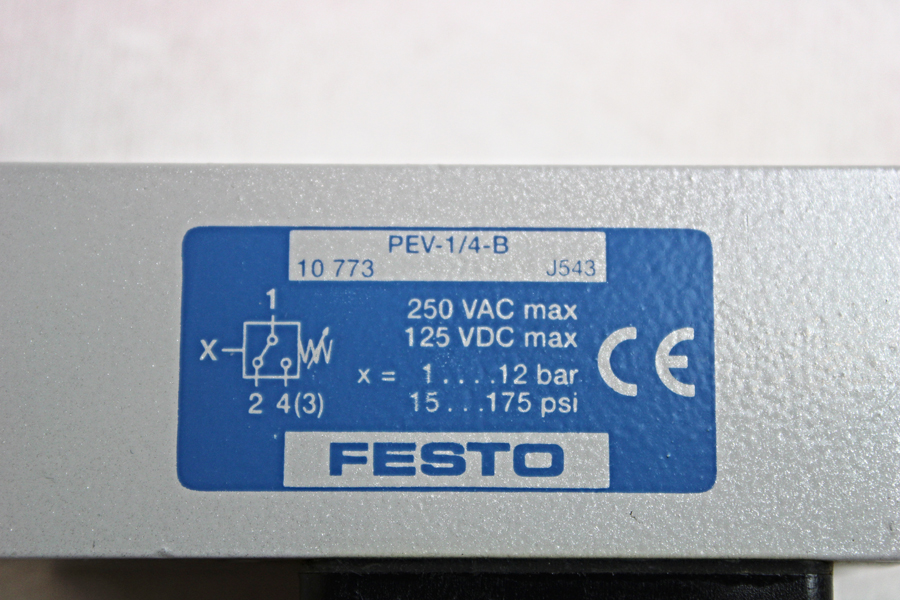 PEV-1/4-B
10 773 J543
1
X
2 4(3)
250 VAC max
125 VDC max
x = 1....12 bar
15...175 psi
CE
FESTO